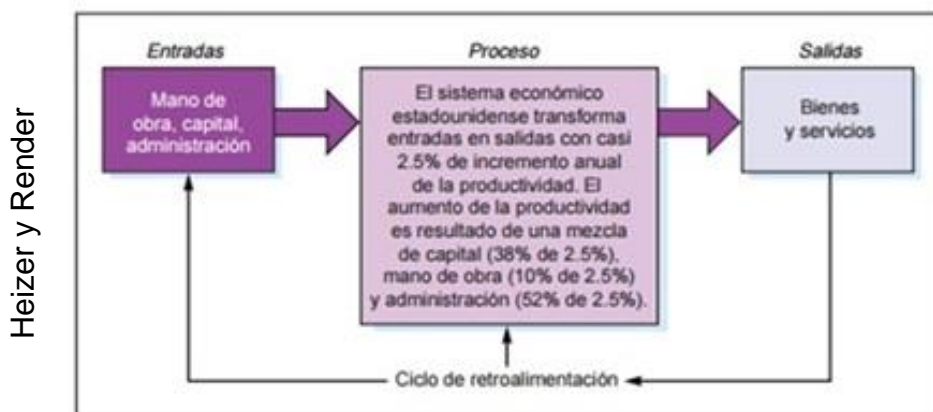 Heizer y Render
Entradas
Proceso
Salidas
Mano de
obra, capital,
administración
El sistema económico
estadounidense transforma
entradas en salidas con casi
2.5% de incremento anual
de la productividad. El
aumento de la productividad
es resultado de una mezcla
de capital (38% de 2.5%),
mano de obra (10% de 2.5%)
y administración (52% de 2.5%).
Bienes
y servicios
Ciclo de retroalimentación